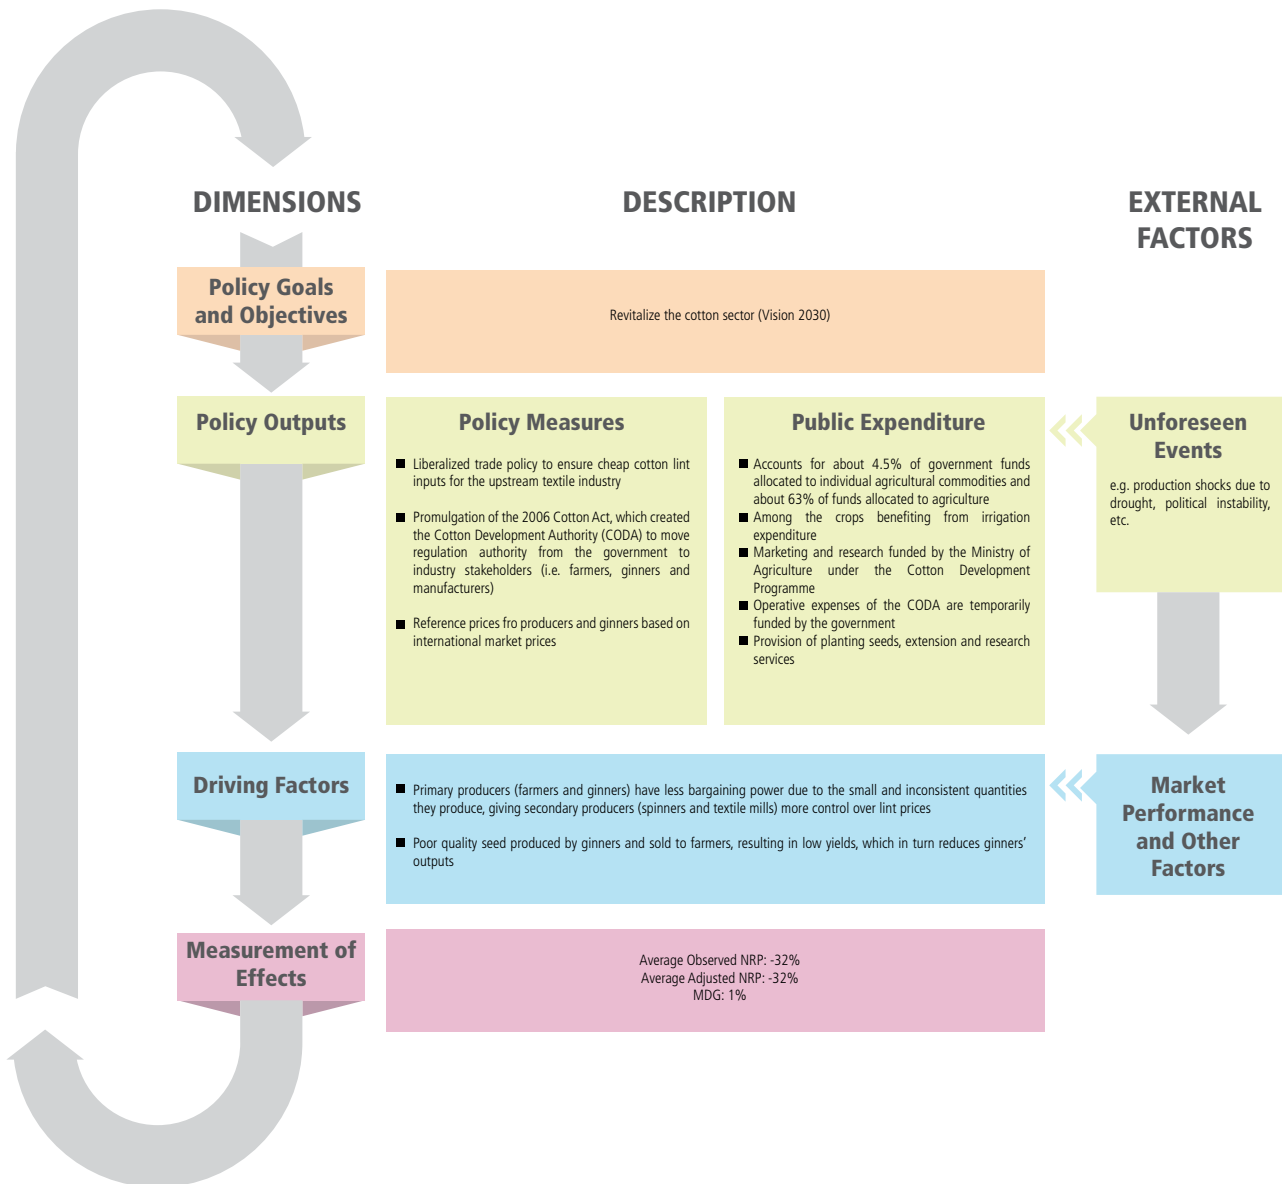 DIMENSIONS
DESCRIPTION
EXTERNAL
FACTORS
Policy Goals
and Objectives
Revitalize the cotton sector (Vision 2030)
Policy Outputs
Policy Measures
■ Liberalized trade policy to ensure cheap cotton lint
inputs for the upstream textile industry
■ Promulgation of the 2006 Cotton Act, which created
the Cotton Development Authority (CODA) to move
regulation authority from the government to
industry stakeholders (i.e. farmers, ginners and
manufacturers)
■ Reference prices fro producers and ginners based on
international market prices
Public Expenditure
■ Accounts for about 4.5% of government funds
allocated to individual agricultural commodities and
about 63% of funds allocated to agriculture
■ Among the crops benefiting from irrigation
expenditure
■ Marketing and research funded by the Ministry of
Agriculture under the Cotton Development
Programme
■ Operative expenses of the CODA are temporarily
funded by the government
■ Provision of planting seeds, extension and research
services
Unforeseen
Events
e.g. production shocks due to
drought, political instability,
etc.
Driving Factors
■ Primary producers (farmers and ginners) have less bargaining power due to the small and inconsistent quantities
they produce, giving secondary producers (spinners and textile mills) more control over lint prices
■ Poor quality seed produced by ginners and sold to farmers, resulting in low yields, which in turn reduces ginners’
outputs
Market
Performance
and Other
Factors
Measurement of
Effects
Average Observed NRP: -32%
Average Adjusted NRP: -32%
MDG: 1%